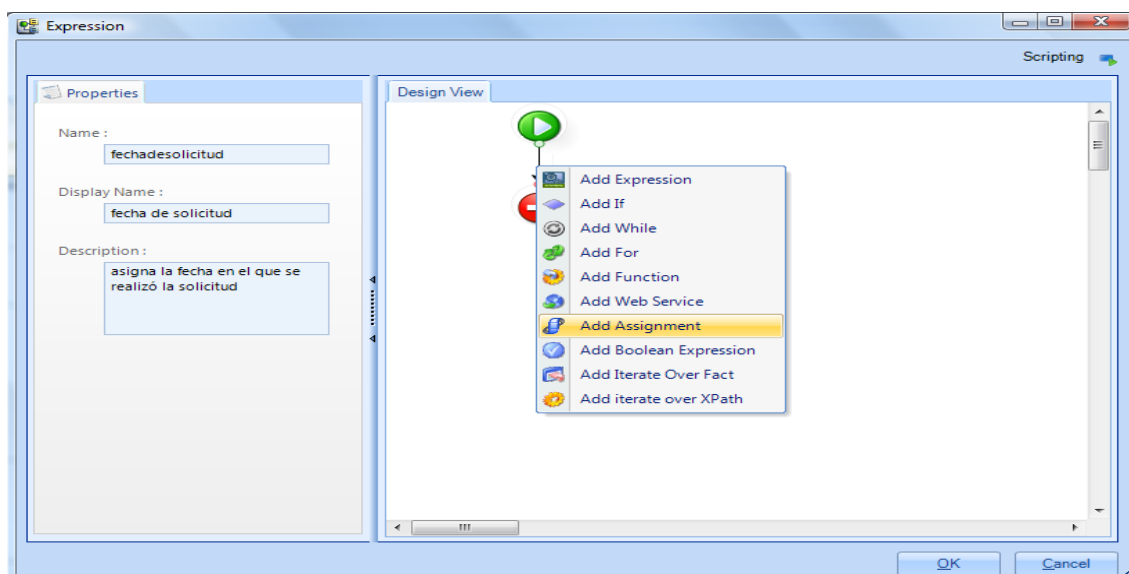 Expression
Scripting
Properties
Name :
fechadesolicitud
Display Name :
fecha de solicitud
Description :
asigna la fecha en el que se
realizó la solicitud
Design View
Add Expression
Add If
Add While
Add For
Add Function
Add Web Service
Add Assignment
Add Boolean Expression
Add Iterate Over Fact
Add iterate over XPath
OK
Cancel